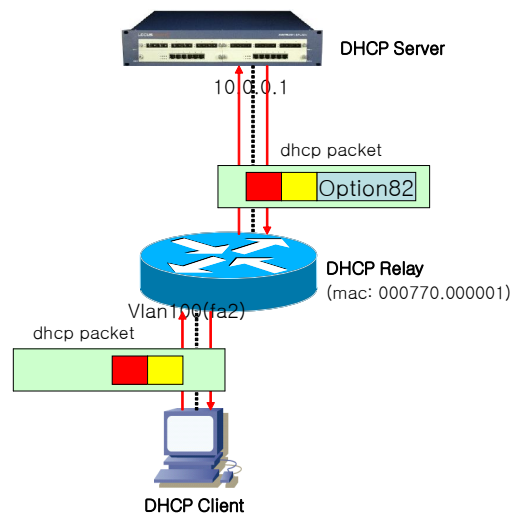 DHCP Server
10.0.0.1
dhcp packet
Option82
DHCP Relay
(mac: 000770.000001)
Vlan100(fa2)
dhcp packet
DHCP Client